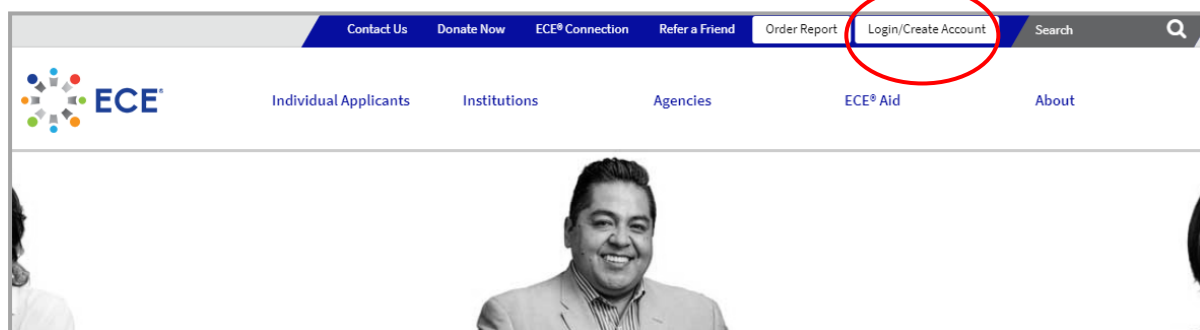 Contact Us Donate Now ECE® Connection Refer a Friend Order Report Login/Create Account Search
ECE®
Individual Applicants Institutions Agencies ECE® Aid About